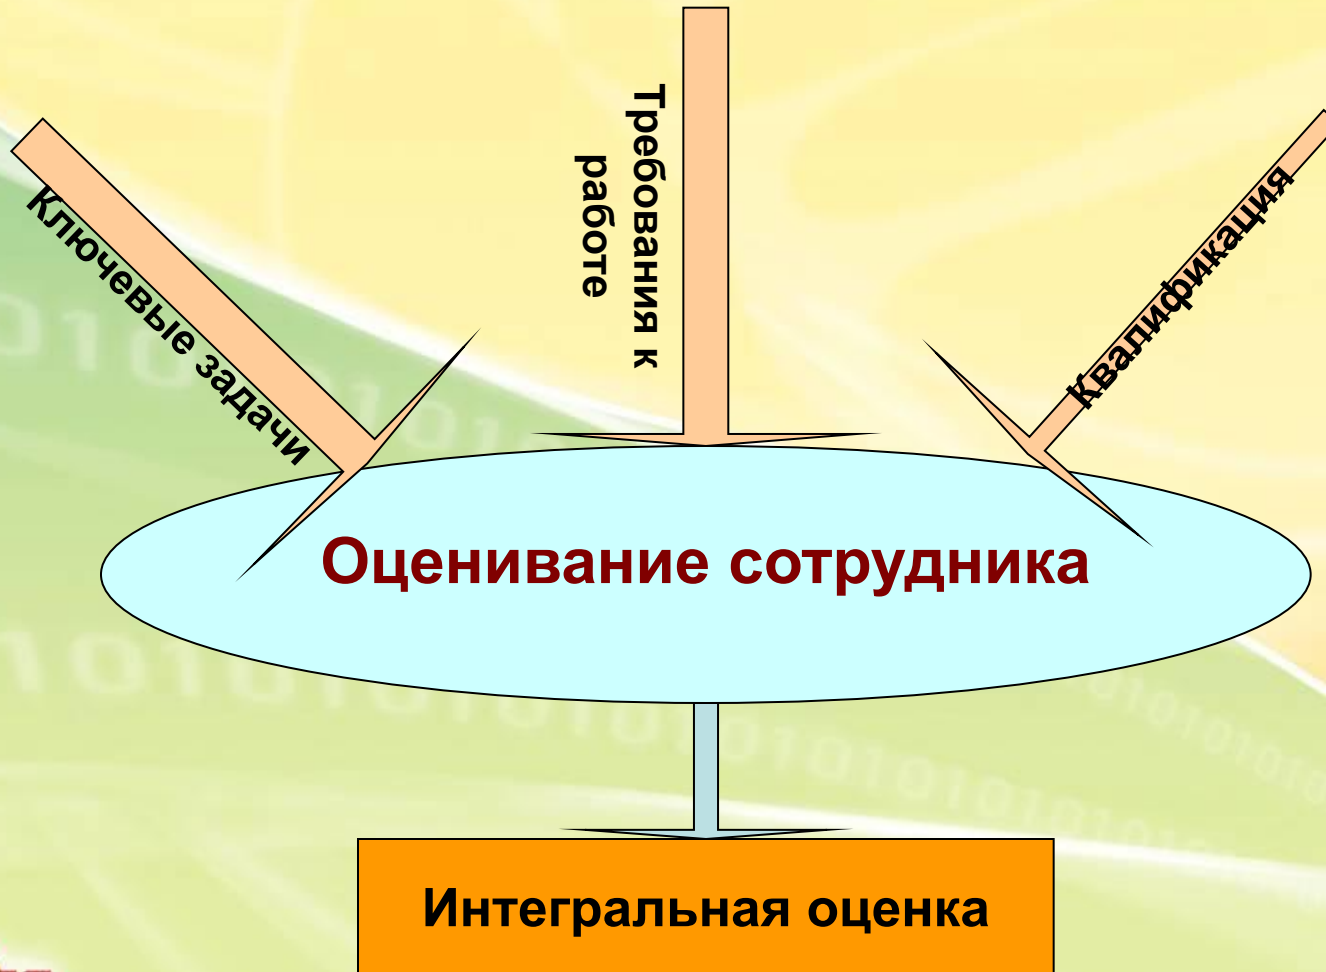 Ключевые задачи
Требования к
работе
Квалификация
Оценивание сотрудника
Интегральная оценка